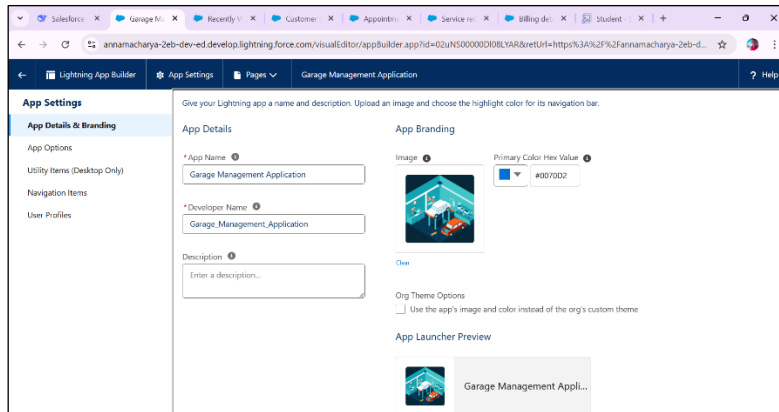 Salesforce
Garage Ma
Recently V
Customer
Appointme
Service rec
Billing det
Student -
annamacharya-2eb-dev-ed.develop.lightning.force.com/visualEditor/appBuilder.app?id=02uNS00000DI08LYAR&retUrl=https%3A%2F%2Fannamacharya-2eb-d...
Lightning App Builder
App Settings
Pages
Garage Management Application
? Help
App Settings
Give your Lightning app a name and description. Upload an image and choose the highlight color for its navigation bar.
App Details & Branding
App Options
Utility Items (Desktop Only)
Navigation Items
User Profiles
App Details
*App Name
Garage Management Application
*Developer Name
Garage_Management_Application
Description
Enter a description...
App Branding
Image
Primary Color Hex Value
#0070D2
Clear
Org Theme Options
Use the app's image and color instead of the org's custom theme
App Launcher Preview
Garage Management Appli...